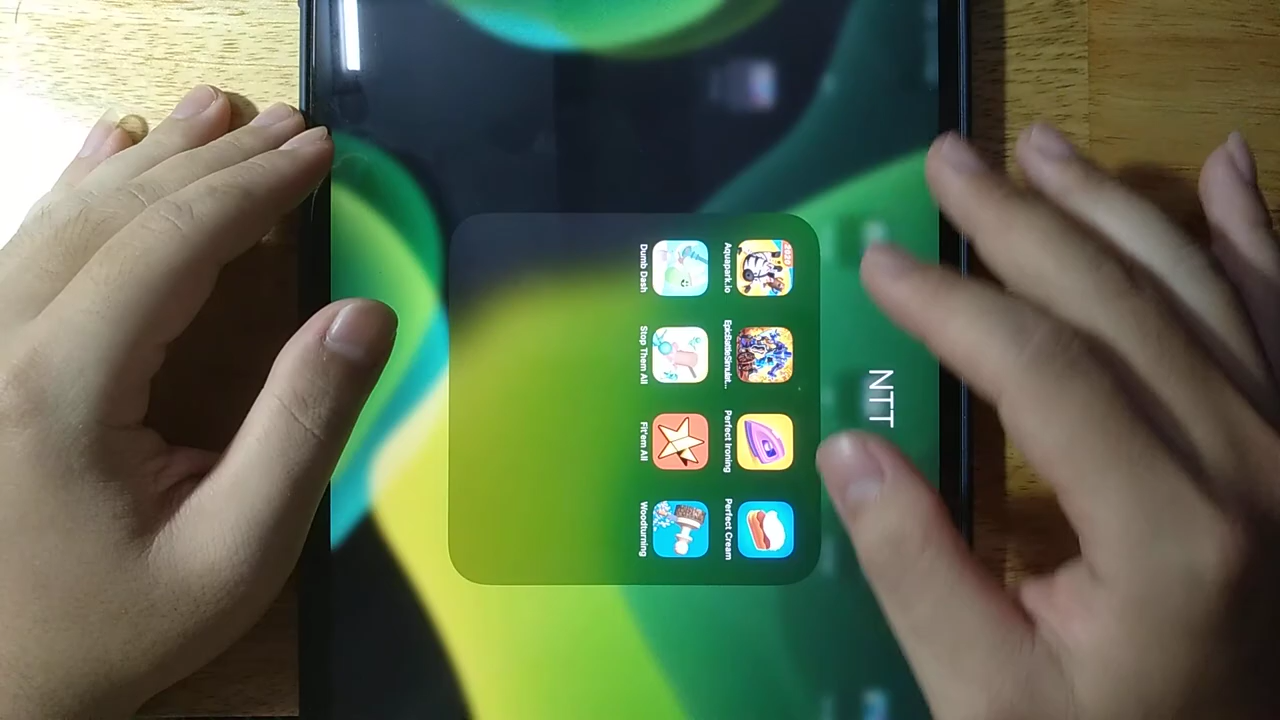 NTT
Aquapark.io
EpicBattleSimulat...
Perfect Ironing
Perfect Cream
Dumb Dash
Stop Them All
Fit'em All
Woodturning